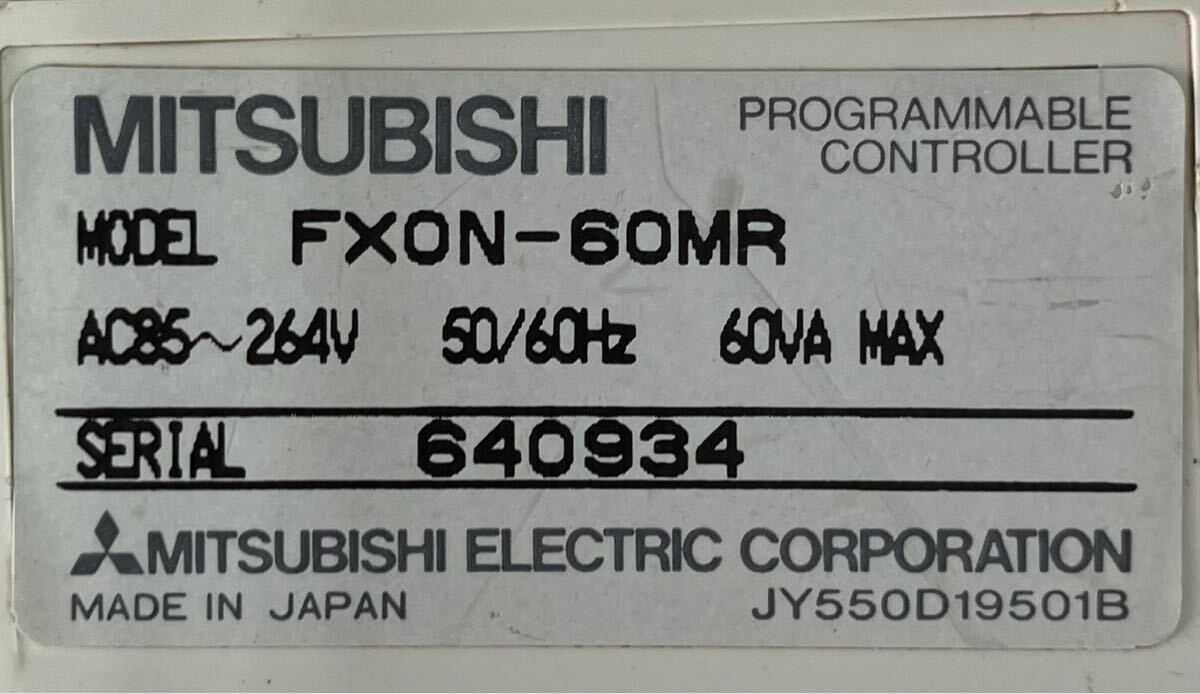 MITSUBISHI PROGRAMMABLE CONTROLLER
MODEL FX0N-60MR
AC85~264V 50/60Hz 60VA MAX
SERIAL 640934
MITSUBISHI ELECTRIC CORPORATION
MADE IN JAPAN JY550D19501B